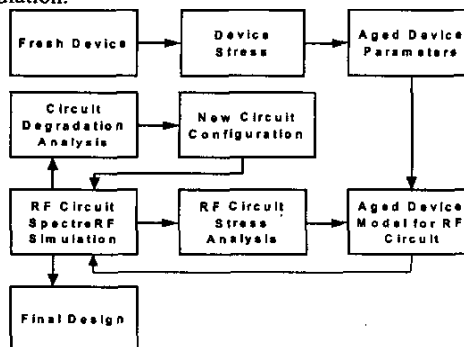 Fresh Device
Device
Stress
Aged Device
Parameters
Circuit
Degradation
Analysis
New Circuit
Configuration
RF Circuit
SpectreRF
Simulation
RF Circuit
Stress
Analysis
Aged Device
Model for RF
Circuit
Final Design